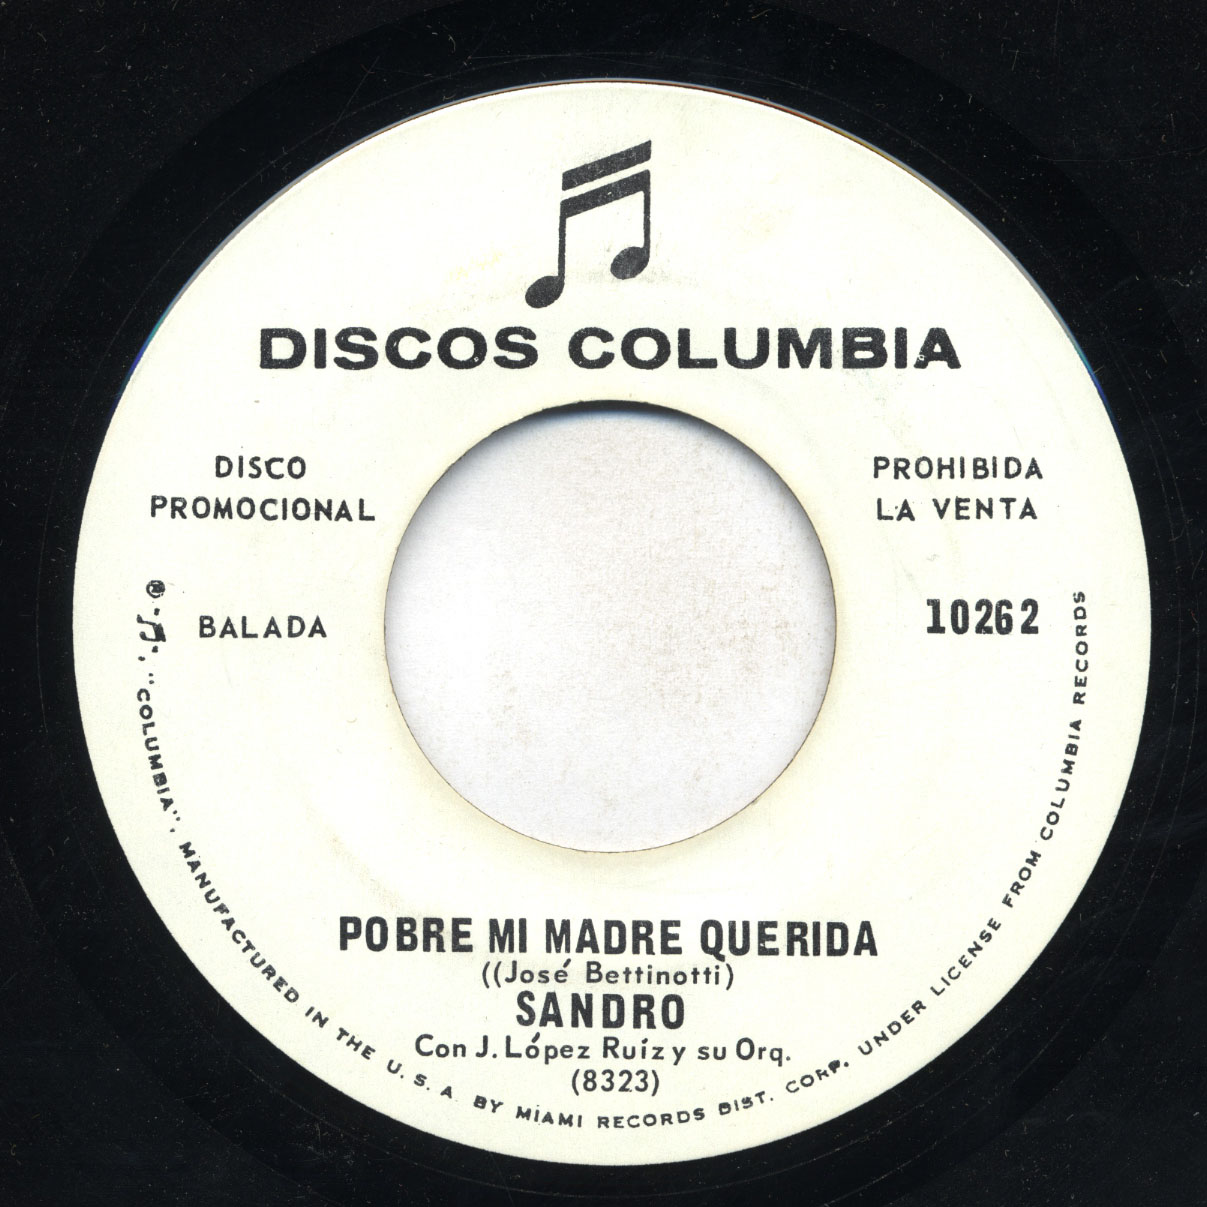 DISCOS COLUMBIA
DISCO
PROMOCIONAL
PROHIBIDA
LA VENTA
BALADA
10262
POBRE MI MADRE QUERIDA
((José Bettinotti)
SANDRO
Con J. López Ruíz y su Orq.
(8323)
®, "COLUMBIA", MANUFACTURED IN THE U.S.A. BY MIAMI RECORDS DIST. CORP. UNDER LICENSE FROM COLUMBIA RECORDS